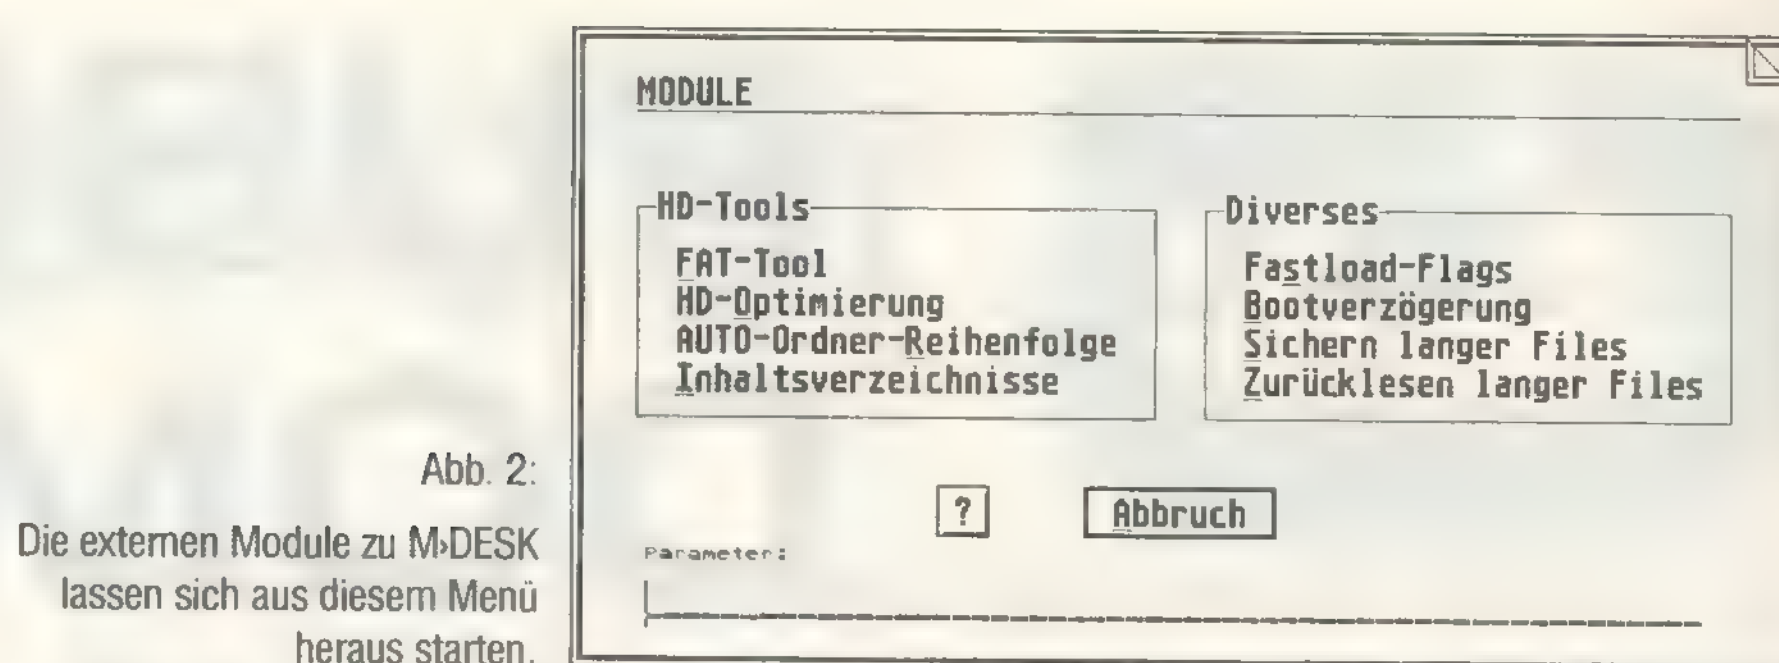 MODULE
HD-Tools
FAT-Tool
HD-Optimierung
AUTO-Ordner-Reihenfolge
Inhaltsverzeichnisse
Diverses
Fastload-Flags
Bootverzögerung
Sichern langer Files
Zurücklesen langer Files
?
Abbruch
Parameter:
Abb. 2:
Die externen Module zu M›DESK
lassen sich aus diesem Menü
heraus starten.